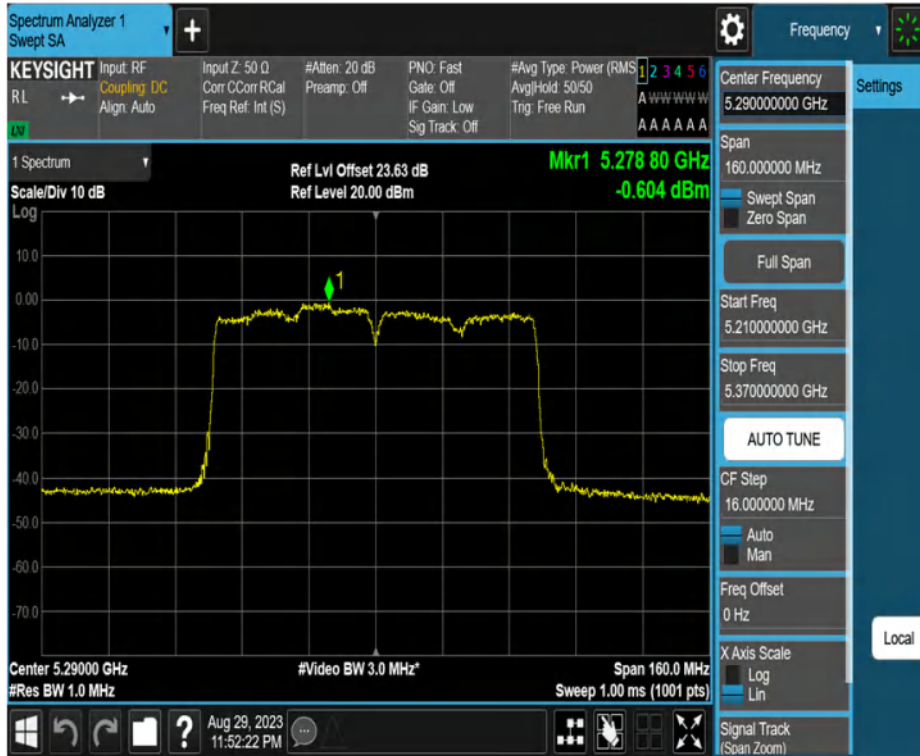 Spectrum Analyzer 1
Swept SA
+
Frequency
KEYSIGHT
RL
LXI
Input: RF
Coupling: DC
Align: Auto
Input Z: 50 Ω
Corr CCorr RCal
Freq Ref: Int (S)
#Atten: 20 dB
Preamp: Off
PNO: Fast
Gate: Off
IF Gain: Low
Sig Track: Off
#Avg Type: Power (RMS
Avg|Hold: 50/50
Trig: Free Run
1 2 3 4 5 6
A W W W W W
A A A A A A
1 Spectrum
Scale/Div 10 dB
Ref Lvl Offset 23.63 dB
Ref Level 20.00 dBm
Mkr1 5.278 80 GHz
-0.604 dBm
Log
10.0
0.00
-10.0
-20.0
-30.0
-40.0
-50.0
-60.0
-70.0
1
Center 5.29000 GHz
#Res BW 1.0 MHz
#Video BW 3.0 MHz*
Span 160.0 MHz
Sweep 1.00 ms (1001 pts)
Center Frequency
5.290000000 GHz
Span
160.000000 MHz
Swept Span
Zero Span
Full Span
Start Freq
5.210000000 GHz
Stop Freq
5.370000000 GHz
AUTO TUNE
CF Step
16.000000 MHz
Auto
Man
Freq Offset
0 Hz
X Axis Scale
Log
Lin
Signal Track
(Span Zoom)
Settings
Local
?
Aug 29, 2023
11:52:22 PM